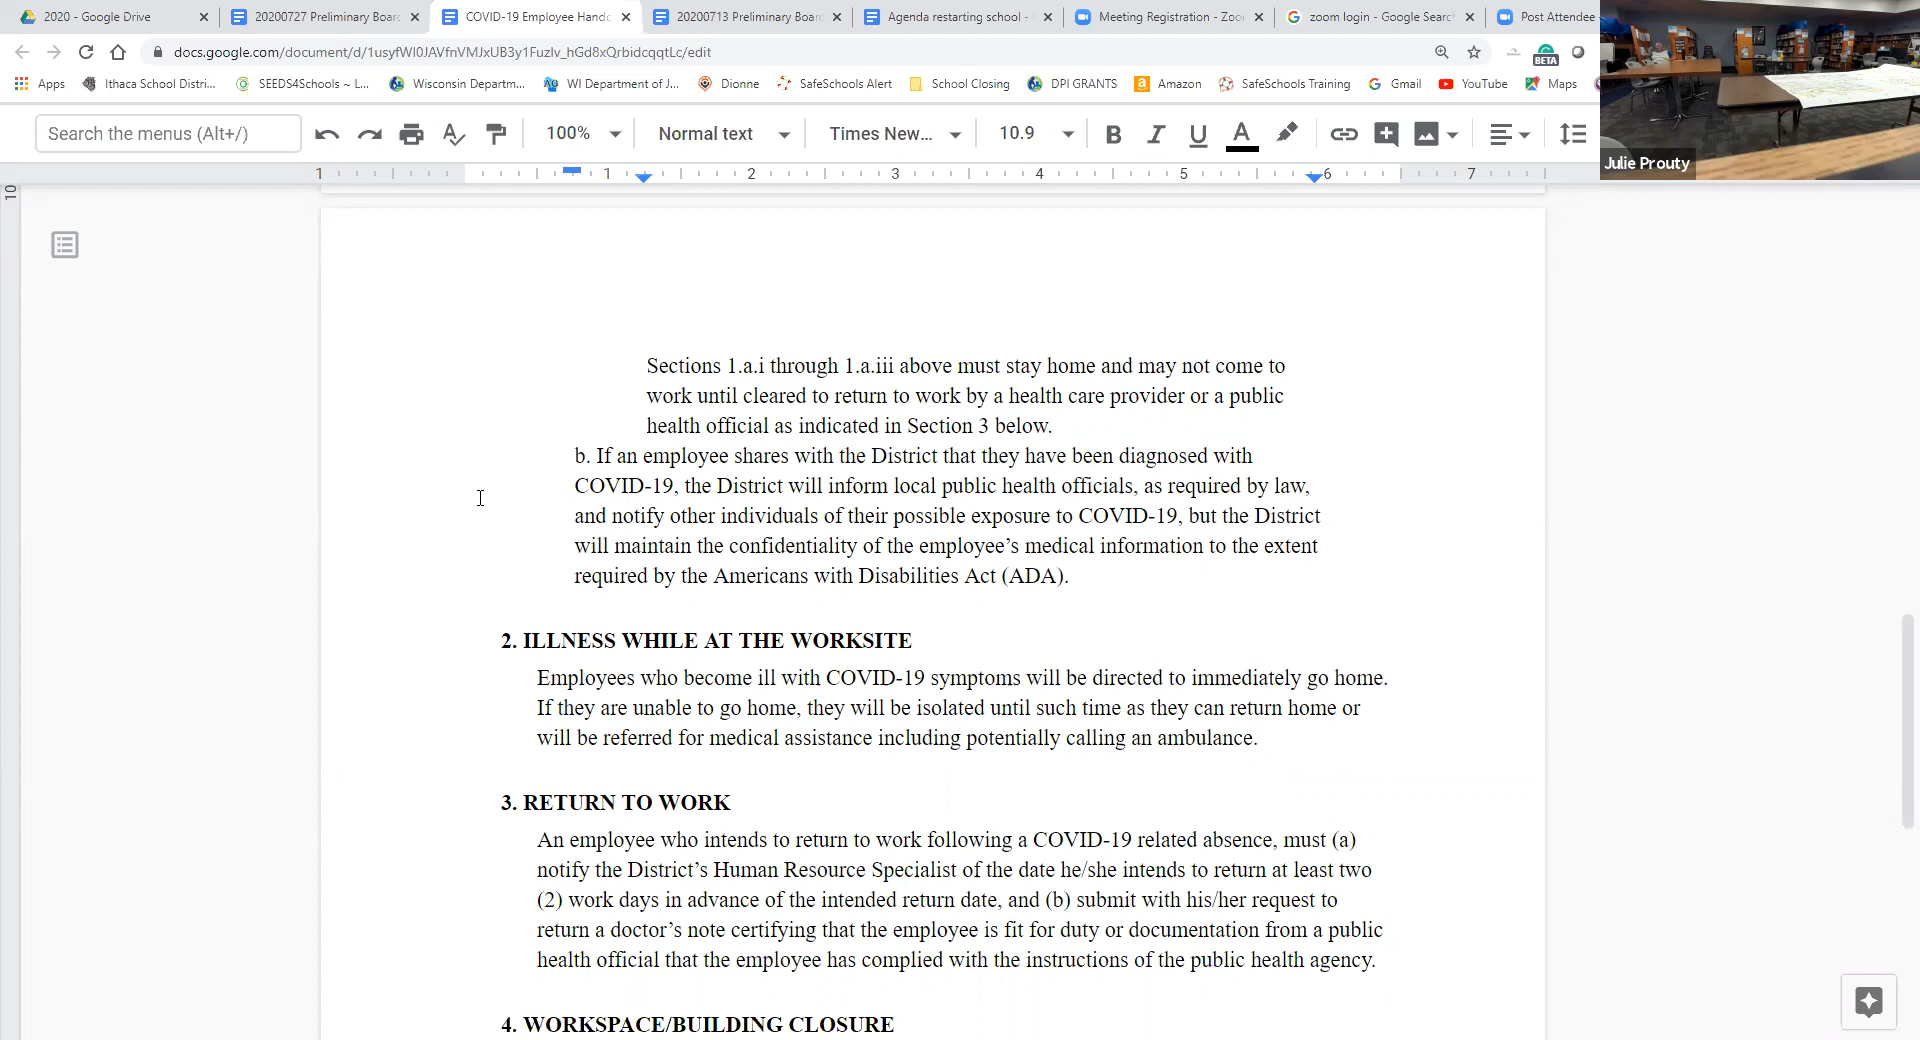 2020 - Google Drive
20200727 Preliminary Board
COVID-19 Employee Hand
20200713 Preliminary Board
Agenda restarting school -
Meeting Registration - Zoo
zoom login - Google Searc
Post Attendee
docs.google.com/document/d/1usyfWI0JAVfnVMJxUB3y1Fuzlv_hGd8xQrbidcqqtLc/edit
BETA
Apps
Ithaca School Distri...
SEEDS4Schools ~ L...
Wisconsin Departm...
WI Department of J...
Dionne
SafeSchools Alert
School Closing
DPI GRANTS
Amazon
SafeSchools Training
Gmail
YouTube
Maps
Search the menus (Alt+/)
100%
Normal text
Times New...
10.9
B I U A
Julie Prouty
1 1 2 3 4 5 6 7
10
Sections 1.a.i through 1.a.iii above must stay home and may not come to
work until cleared to return to work by a health care provider or a public
health official as indicated in Section 3 below.
b. If an employee shares with the District that they have been diagnosed with
COVID-19, the District will inform local public health officials, as required by law,
and notify other individuals of their possible exposure to COVID-19, but the District
will maintain the confidentiality of the employee’s medical information to the extent
required by the Americans with Disabilities Act (ADA).
2. ILLNESS WHILE AT THE WORKSITE
Employees who become ill with COVID-19 symptoms will be directed to immediately go home.
If they are unable to go home, they will be isolated until such time as they can return home or
will be referred for medical assistance including potentially calling an ambulance.
3. RETURN TO WORK
An employee who intends to return to work following a COVID-19 related absence, must (a)
notify the District’s Human Resource Specialist of the date he/she intends to return at least two
(2) work days in advance of the intended return date, and (b) submit with his/her request to
return a doctor’s note certifying that the employee is fit for duty or documentation from a public
health official that the employee has complied with the instructions of the public health agency.
4. WORKSPACE/BUILDING CLOSURE